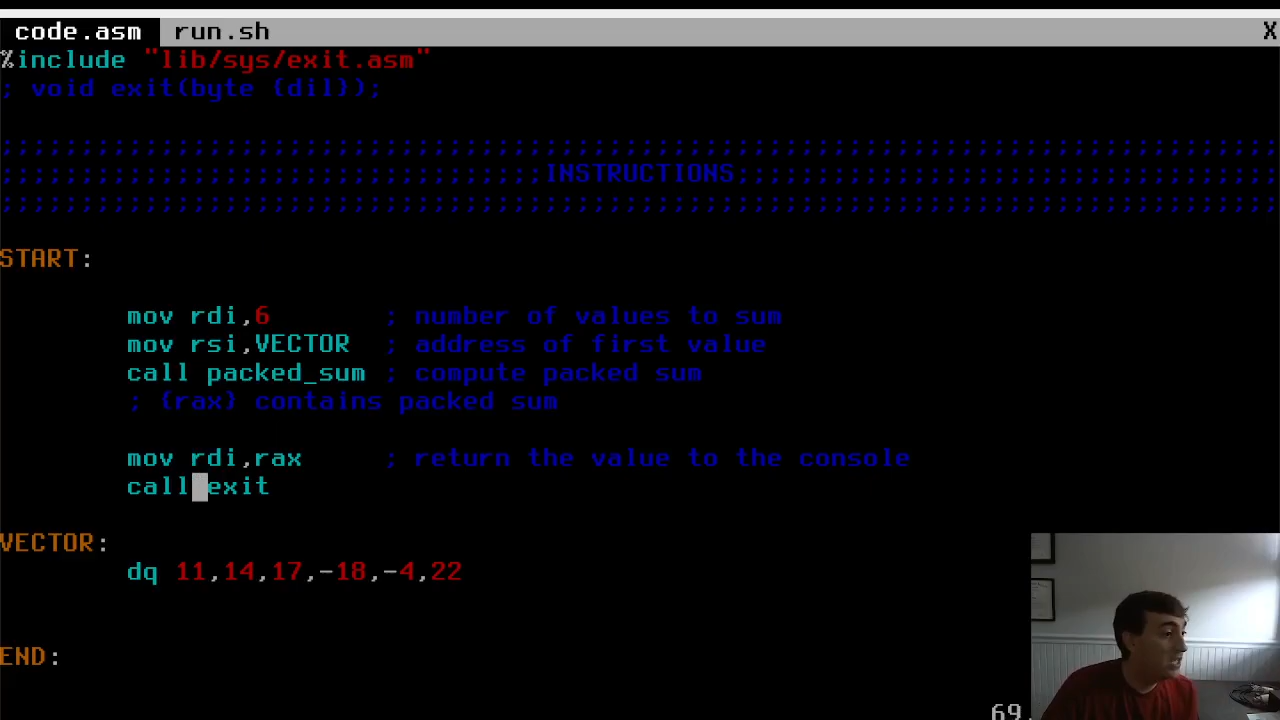 code.asm run.sh X
%include "lib/sys/exit.asm"
; void exit(byte {dil});
;;;;;;;;;;;;;;;;;;;;;;;;;;;;;;;;;;;;;;;;;;;;;;;;;;;;;;;;;;;;;;;;;;;;;;;;;;;;;;;;
;;;;;;;;;;;;;;;;;;;;;;;;;;;;;;;;;;INSTRUCTIONS;;;;;;;;;;;;;;;;;;;;;;;;;;;;;;;;;;
;;;;;;;;;;;;;;;;;;;;;;;;;;;;;;;;;;;;;;;;;;;;;;;;;;;;;;;;;;;;;;;;;;;;;;;;;;;;;;;;
START:
mov rdi,6 ; number of values to sum
mov rsi,VECTOR ; address of first value
call packed_sum ; compute packed sum
; {rax} contains packed sum
mov rdi,rax ; return the value to the console
call exit
VECTOR:
dq 11,14,17,-18,-4,22
END:
69,